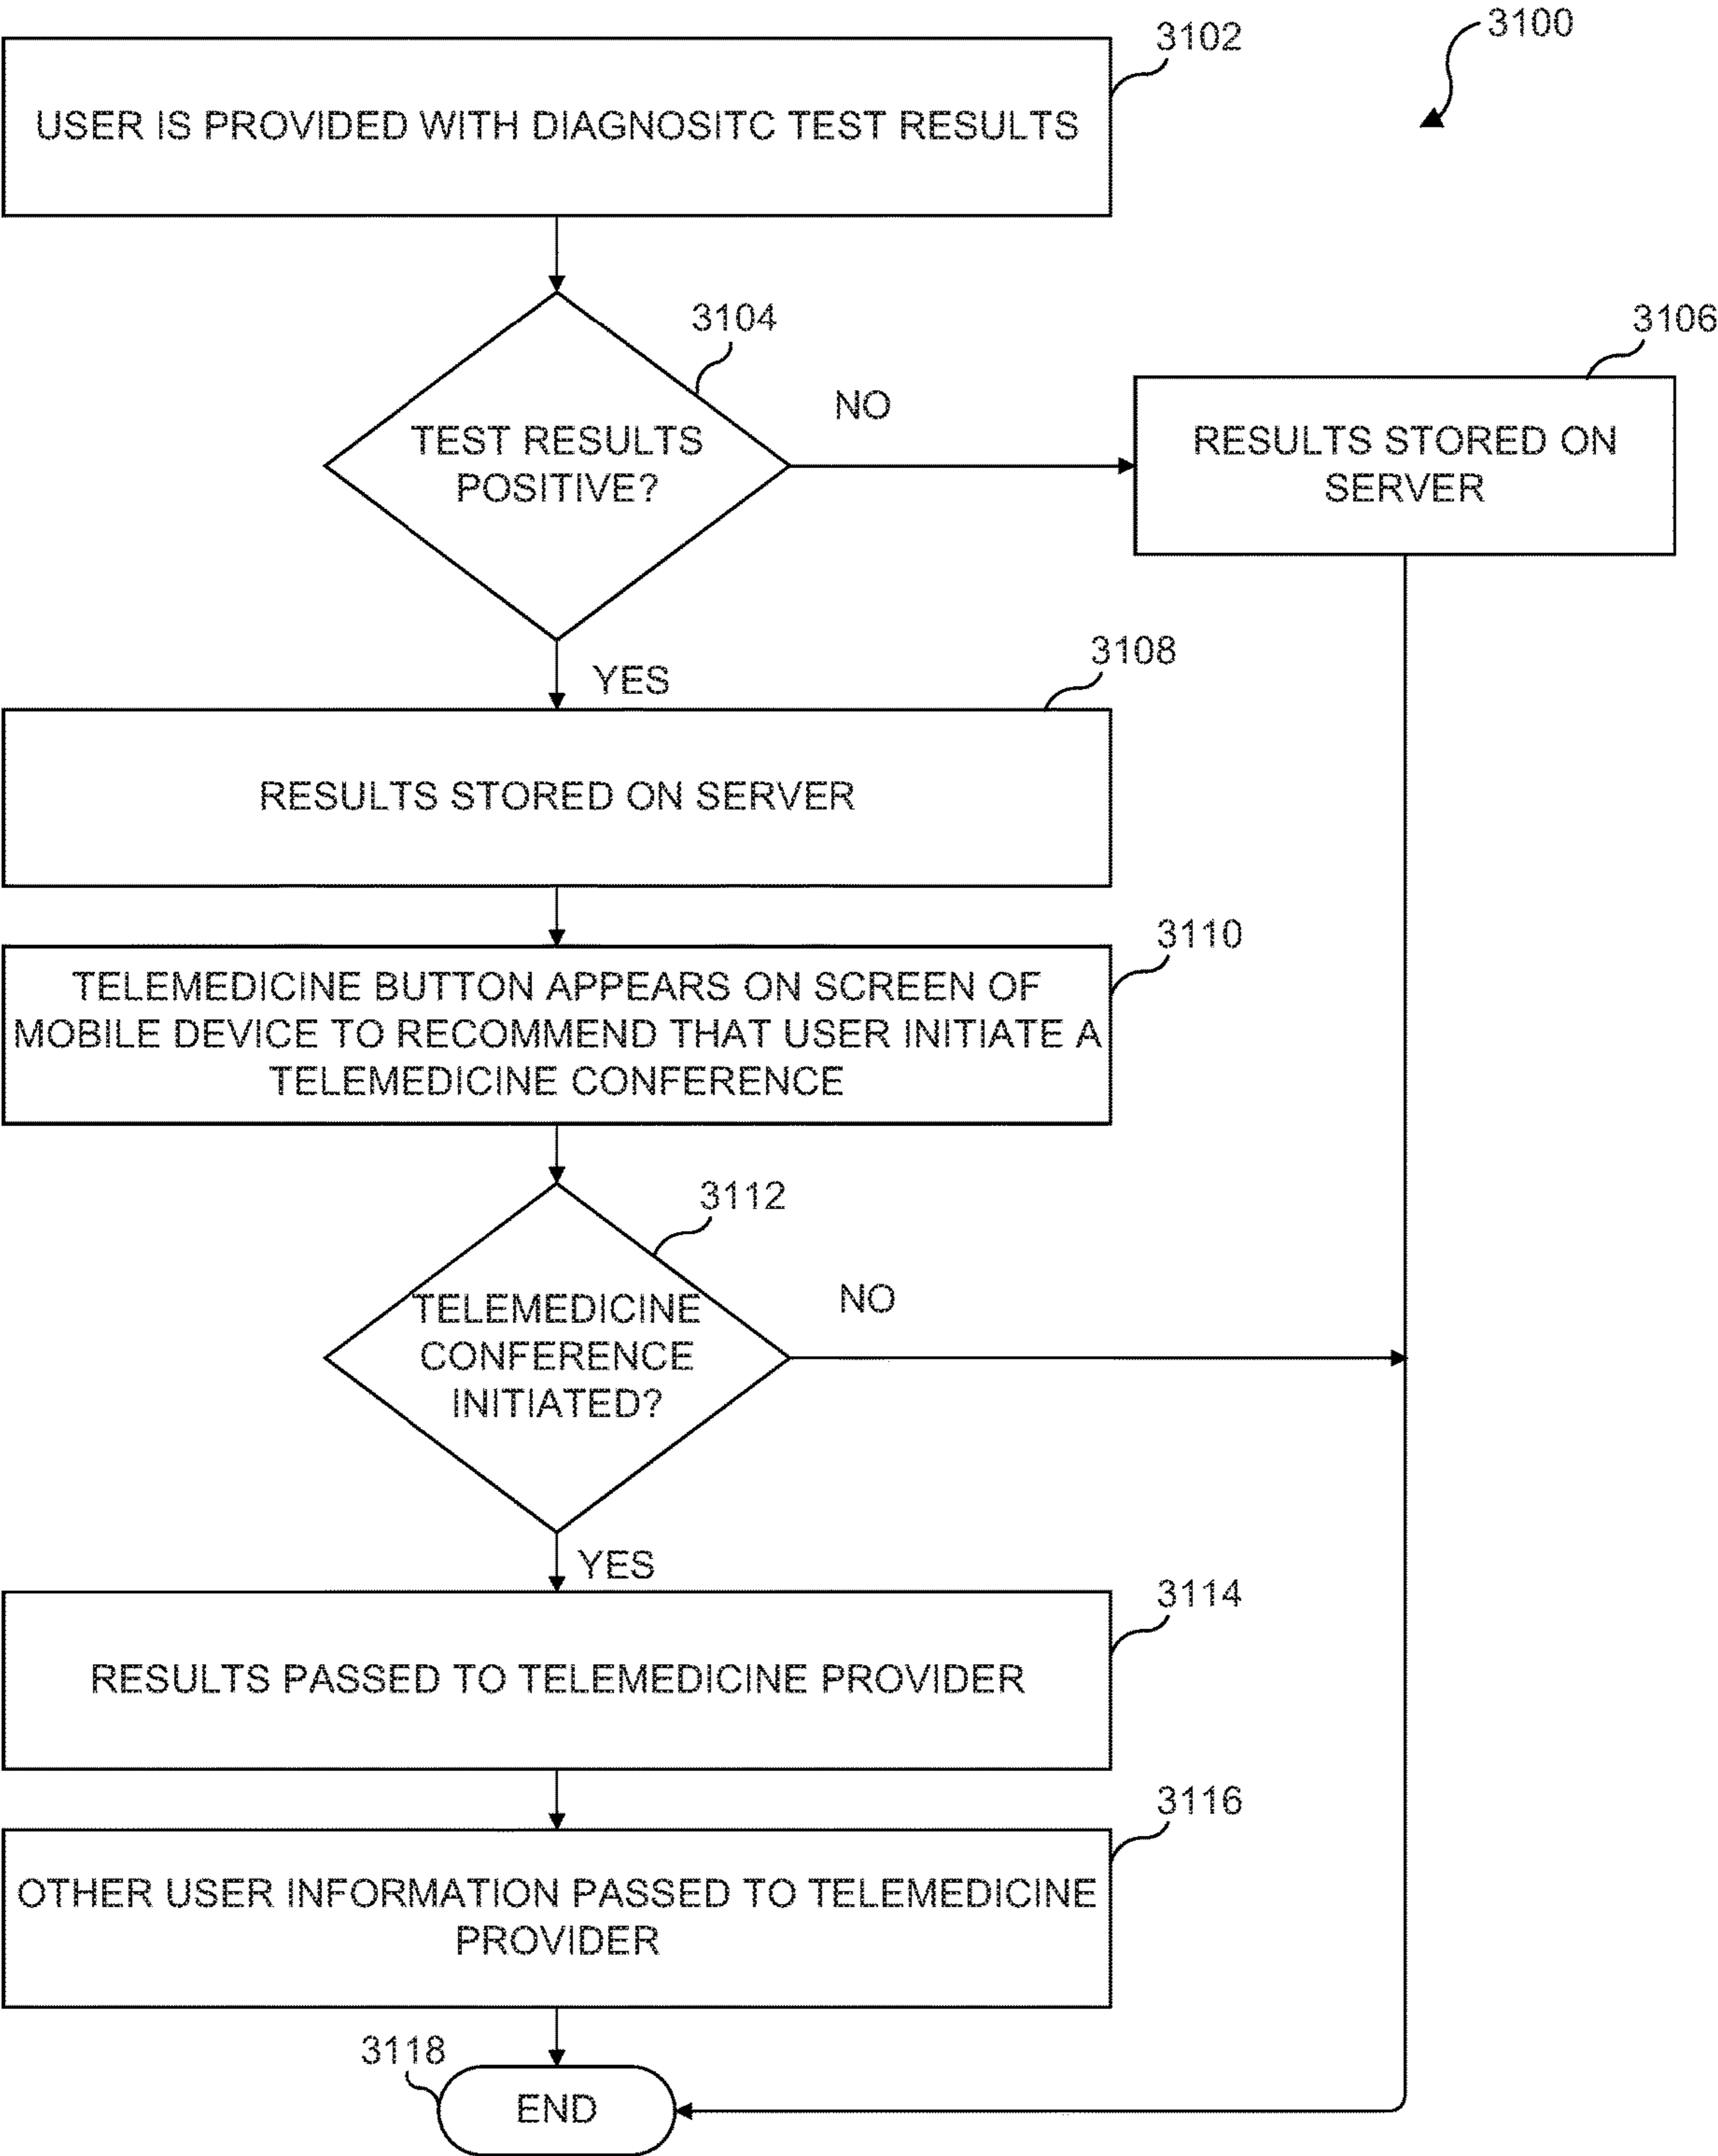 3100
3102
USER IS PROVIDED WITH DIAGNOSITC TEST RESULTS
3104
TEST RESULTS
POSITIVE?
NO
3106
RESULTS STORED ON
SERVER
YES
3108
RESULTS STORED ON SERVER
3110
TELEMEDICINE BUTTON APPEARS ON SCREEN OF
MOBILE DEVICE TO RECOMMEND THAT USER INITIATE A
TELEMEDICINE CONFERENCE
3112
TELEMEDICINE
CONFERENCE
INITIATED?
NO
YES
3114
RESULTS PASSED TO TELEMEDICINE PROVIDER
3116
OTHER USER INFORMATION PASSED TO TELEMEDICINE
PROVIDER
3118
END